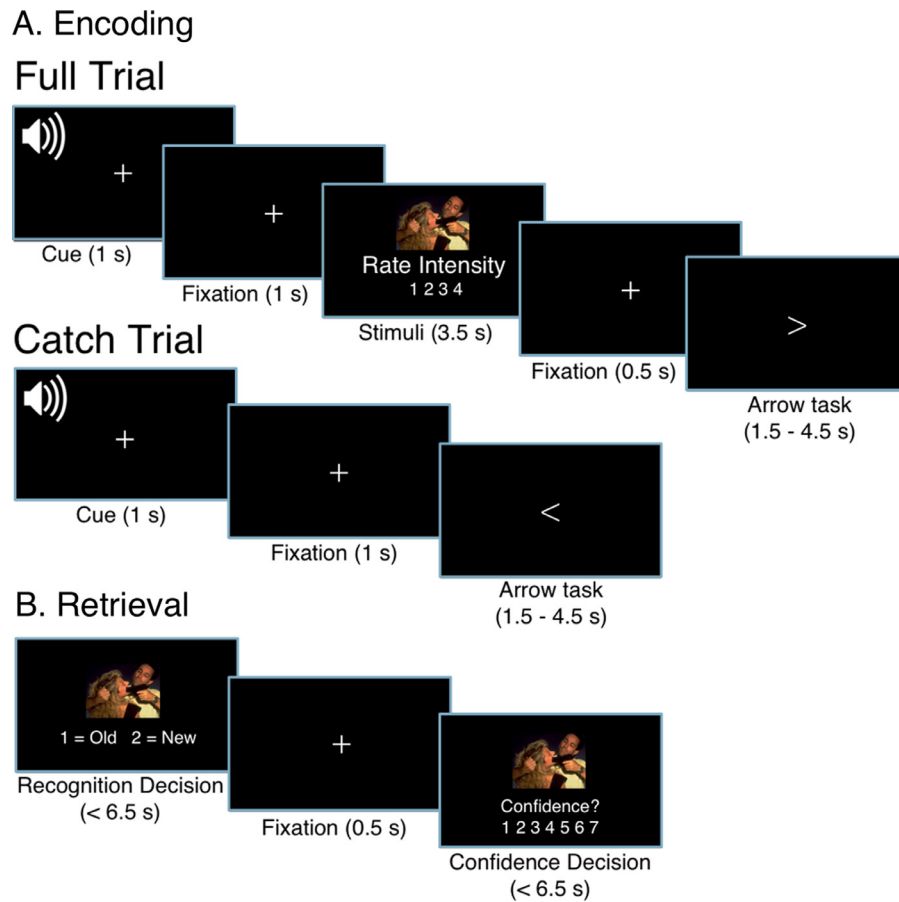 A. Encoding
Full Trial
+
Cue (1 s)
+
Fixation (1 s)
Rate Intensity
1 2 3 4
Stimuli (3.5 s)
+
Fixation (0.5 s)
>
Arrow task
(1.5 - 4.5 s)
Catch Trial
+
Cue (1 s)
+
Fixation (1 s)
<
Arrow task
(1.5 - 4.5 s)
B. Retrieval
1 = Old   2 = New
Recognition Decision
(< 6.5 s)
+
Fixation (0.5 s)
Confidence?
1 2 3 4 5 6 7
Confidence Decision
(< 6.5 s)